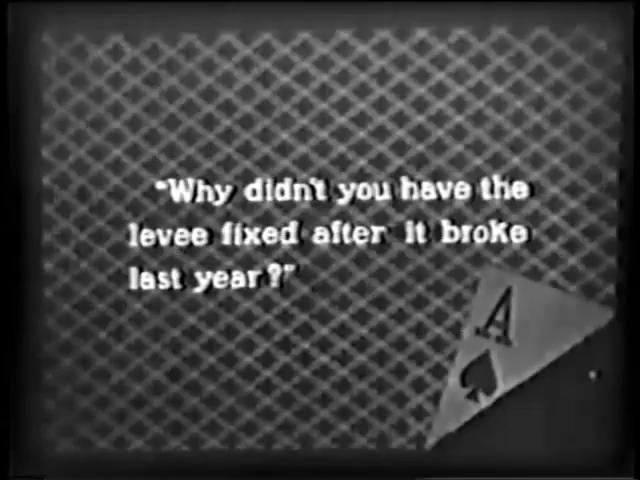 "Why didn't you have the
levee fixed after it broke
last year?"
A